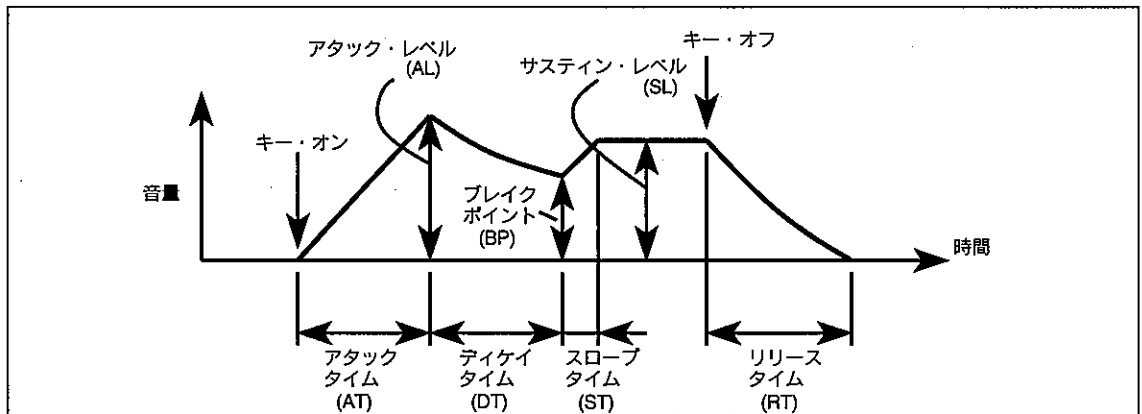 キー・オフ
アタック・レベル
(AL)
サスティン・レベル
(SL)
キー・オン
音量
ブレイク
ポイント
(BP)
時間
アタック
タイム
(AT)
ディケイ
タイム
(DT)
スロープ
タイム
(ST)
リリース
タイム
(RT)